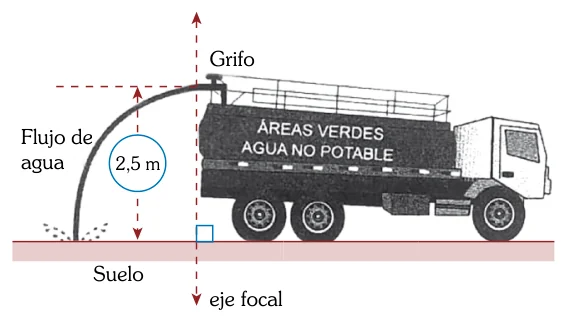 Grifo
Flujo de
agua
2,5 m
ÁREAS VERDES
AGUA NO POTABLE
Suelo
eje focal